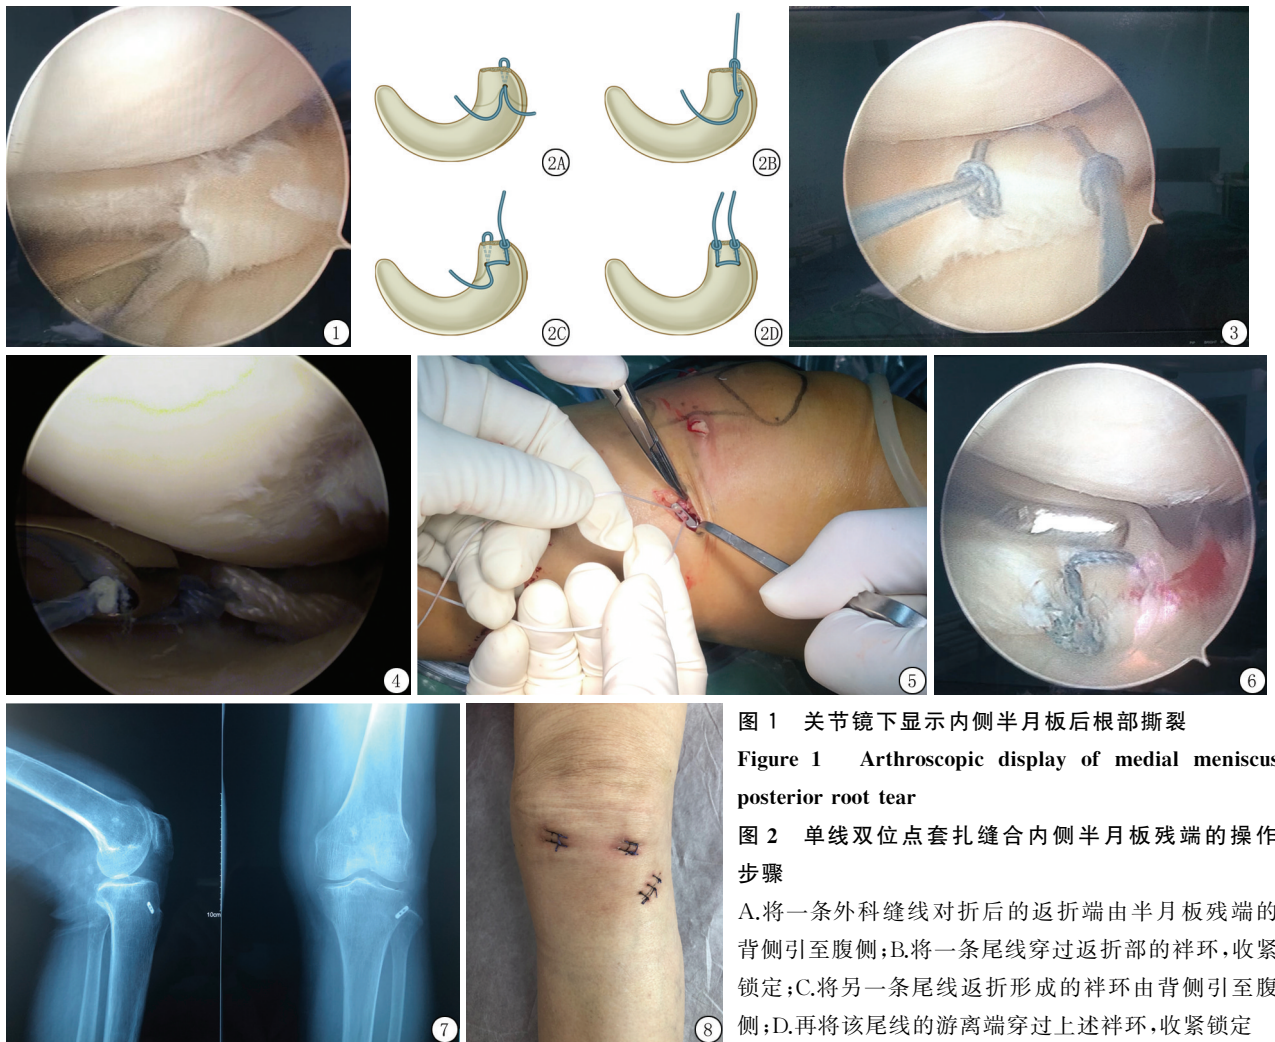 1
2A
2B
2C
2D
3
4
5
6
10cm
7
8
图 1 关节镜下显示内侧半月板后根部撕裂
Figure 1 Arthroscopic display of medial meniscus
posterior root tear
图 2 单线双位点套扎缝合内侧半月板残端的操作
步骤
A.将一条外科缝线对折后的返折端由半月板残端的
背侧引至腹侧;B.将一条尾线穿过返折部的袢环,收紧
锁定;C.将另一条尾线返折形成的袢环由背侧引至腹
侧;D.再将该尾线的游离端穿过上述袢环,收紧锁定